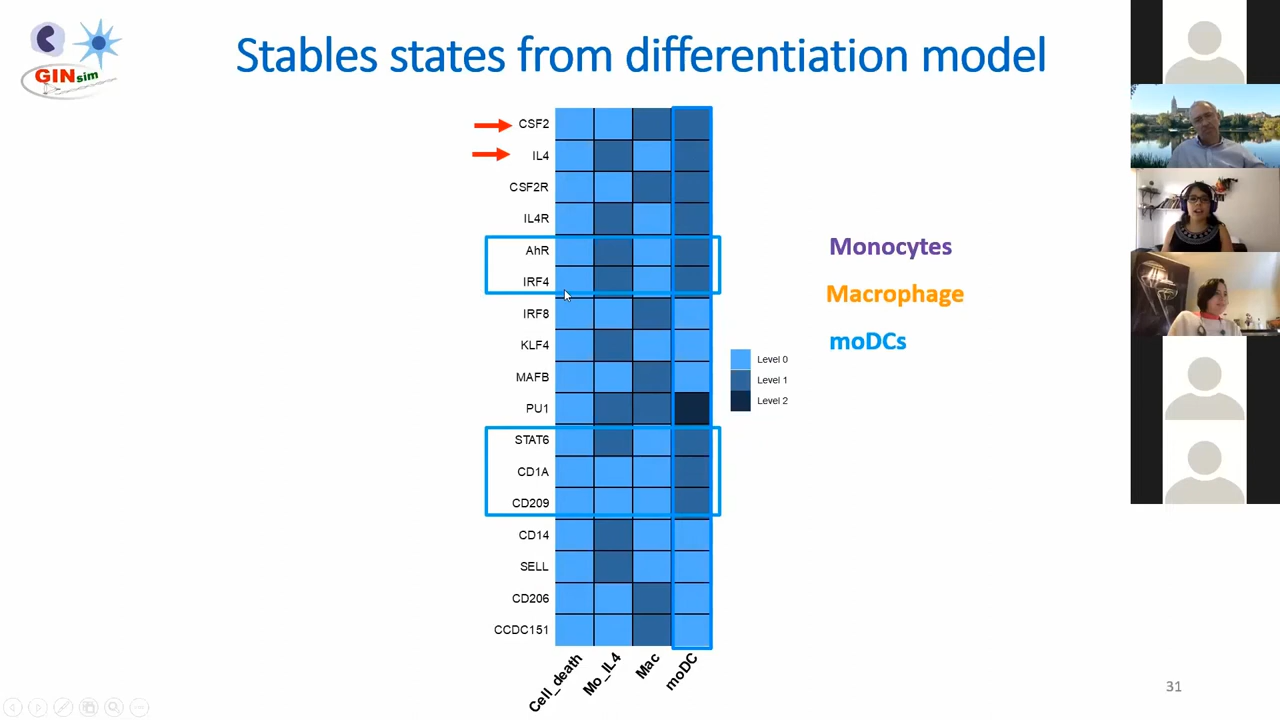 Stables states from differentiation model
GINsim
CSF2
IL4
CSF2R
IL4R
AhR
IRF4
IRF8
KLF4
MAFB
PU1
STAT6
CD1A
CD209
CD14
SELL
CD206
CCDC151
Cell_death
Mo_IL4
Mac
moDC
Level 0
Level 1
Level 2
Monocytes
Macrophage
moDCs
31